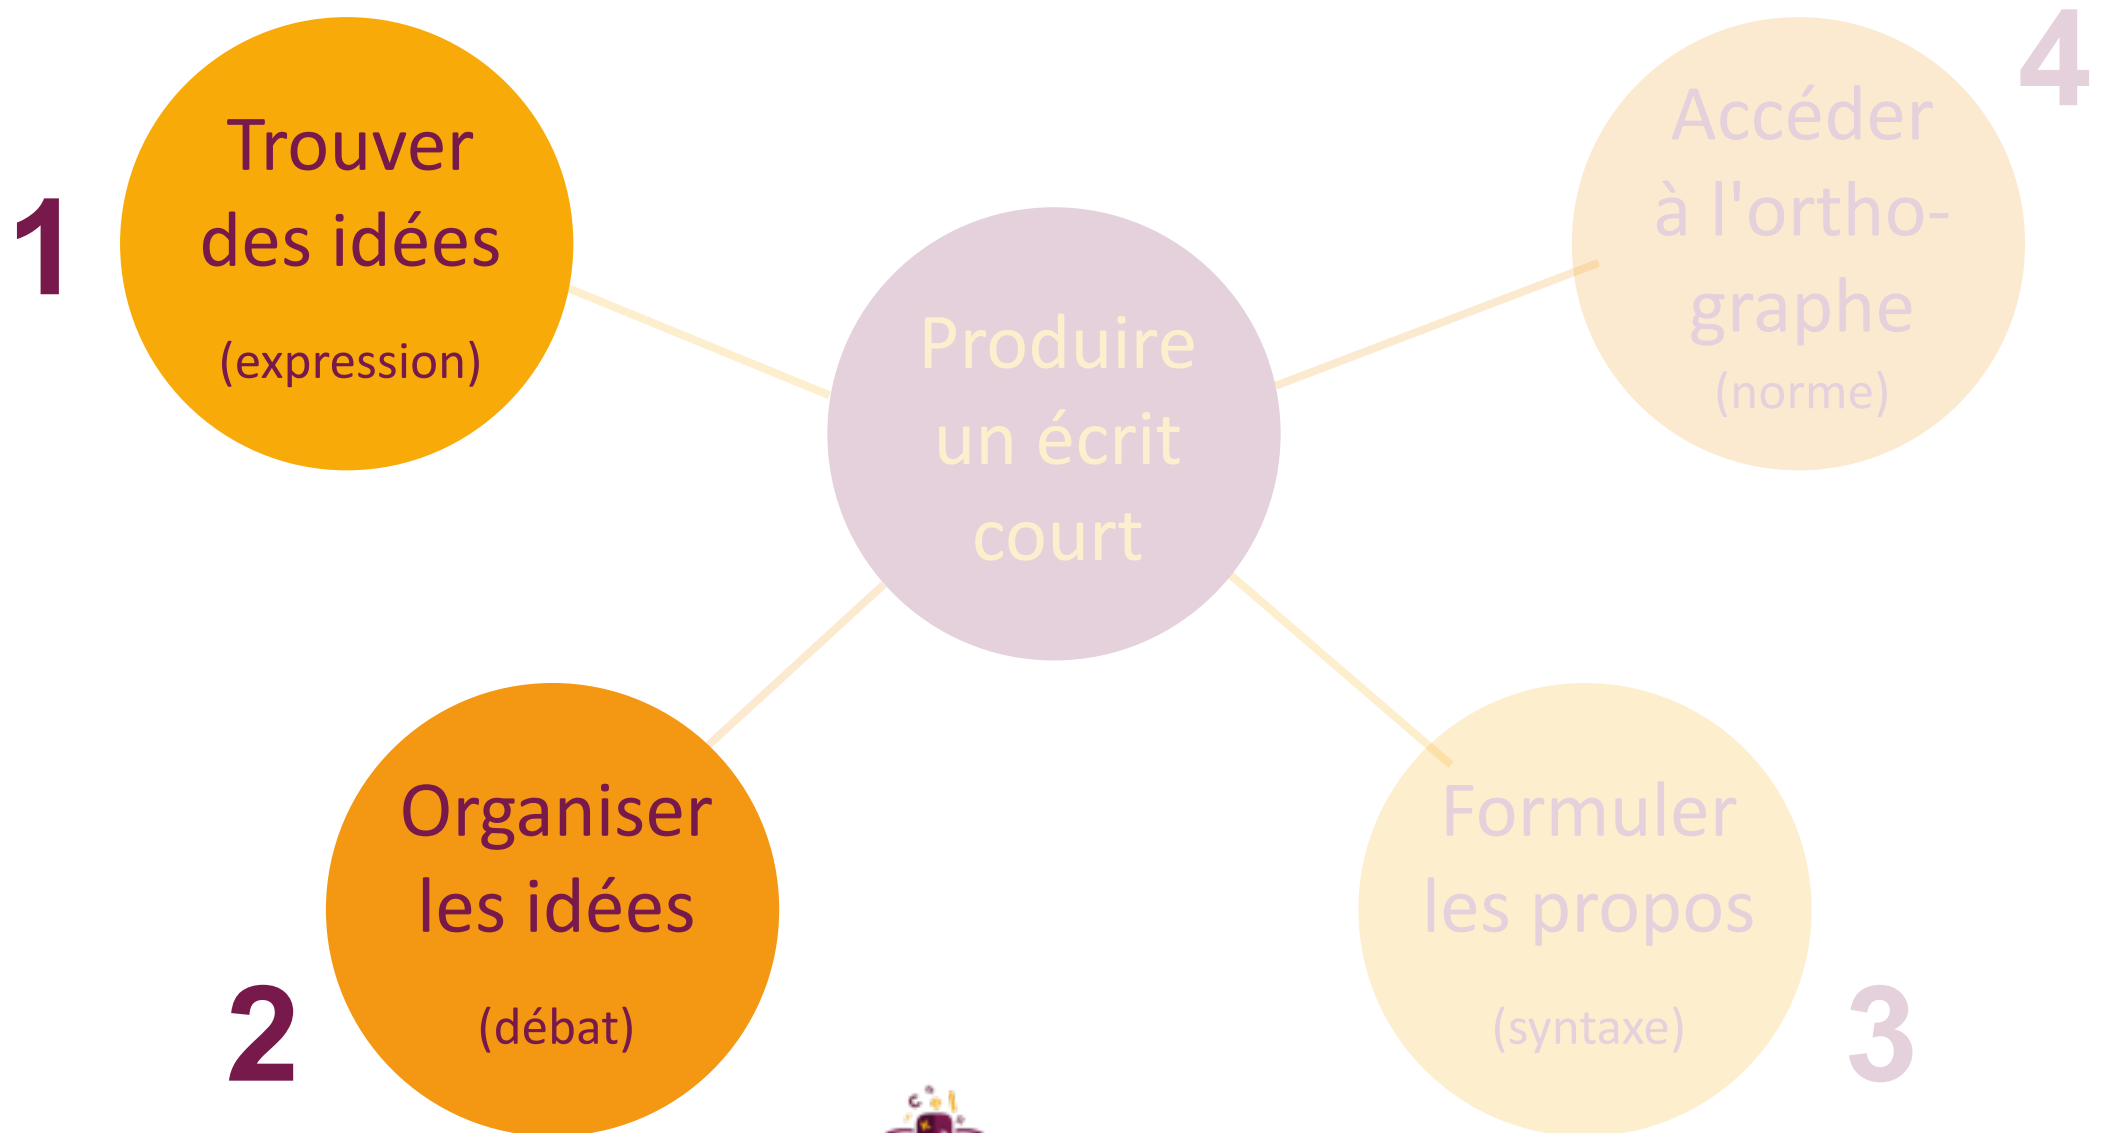 1
Trouver
des idées
(expression)
2
Organiser
les idées
(débat)
Produire
un écrit
court
3
Formuler
les propos
(syntaxe)
4
Accéder
à l'ortho-
graphe
(norme)